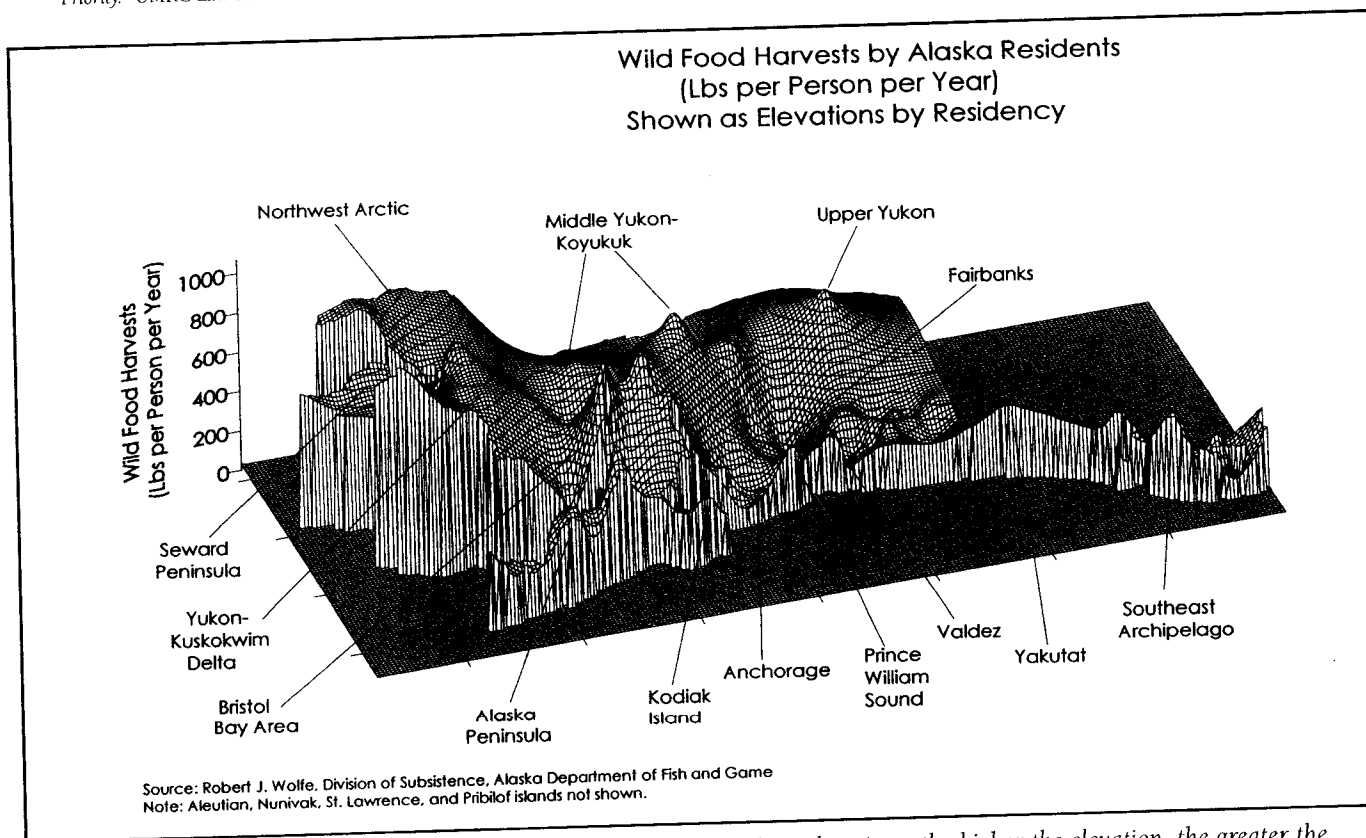 Priority.
Wild Food Harvests by Alaska Residents
(Lbs per Person per Year)
Shown as Elevations by Residency
Northwest Arctic
Middle Yukon-
Koyukuk
Upper Yukon
Fairbanks
Wild Food Harvests
(Lbs per Person per Year)
1000
800
600
400
200
0
Seward
Peninsula
Yukon-
Kuskokwim
Delta
Bristol
Bay Area
Alaska
Peninsula
Kodiak
Island
Anchorage
Prince
William
Sound
Valdez
Yakutat
Southeast
Archipelago
Source: Robert J. Wolfe, Division of Subsistence, Alaska Department of Fish and Game
Note: Aleutian, Nunivak, St. Lawrence, and Pribilof islands not shown.
the higher the elevation, the greater the